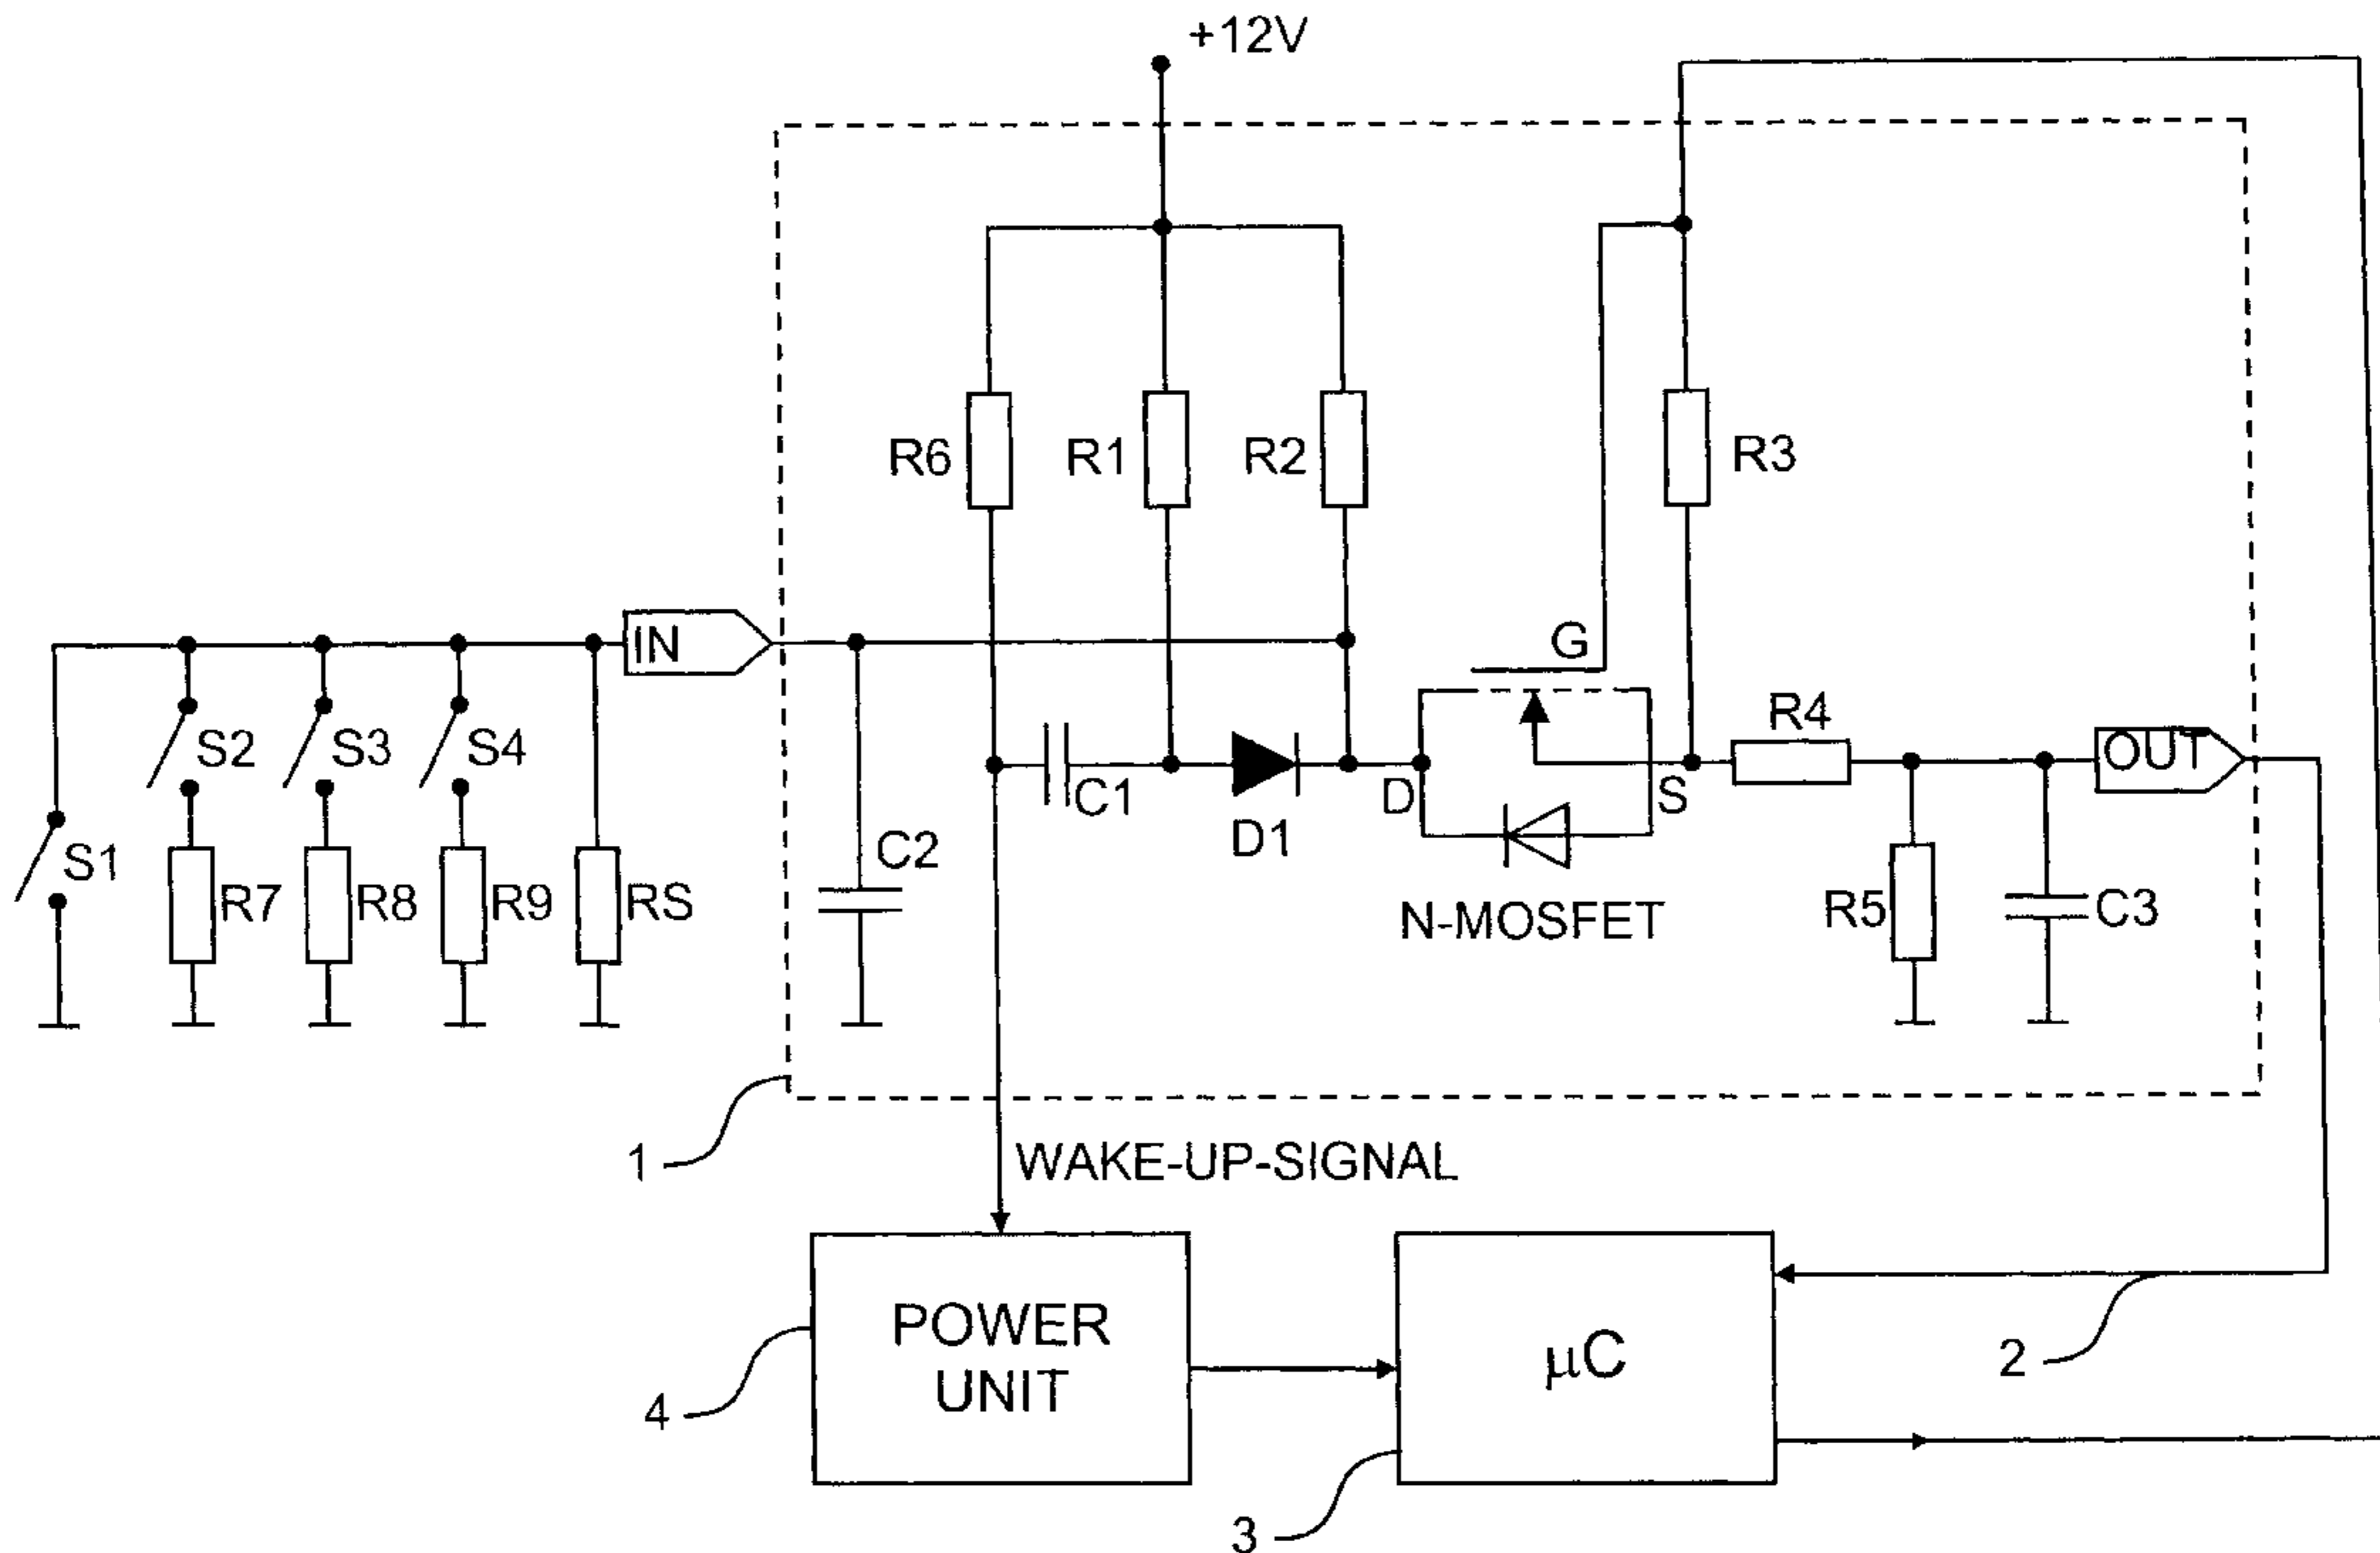 +12V
R6
R1
R2
R3
IN
G
S2
S3
S4
R4
OUT
C1
D
S
S1
D1
C2
R7
R8
R9
RS
N-MOSFET
R5
C3
1
WAKE-UP-SIGNAL
POWER
UNIT
µC
2
4
3